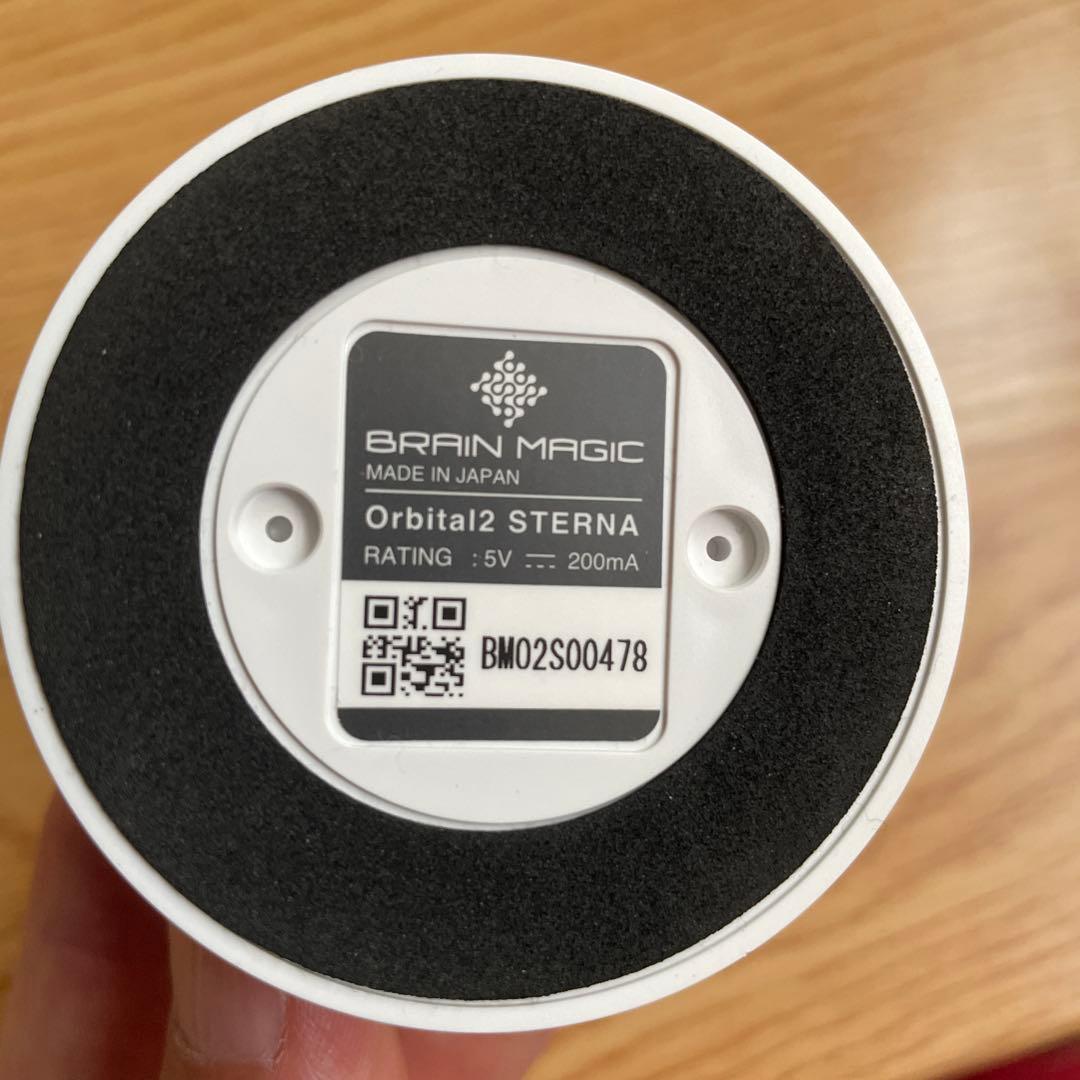 BRAIN MAGIC
MADE IN JAPAN
Orbital2 STERNA
RATING : 5V ⎓ 200mA
BM02S00478